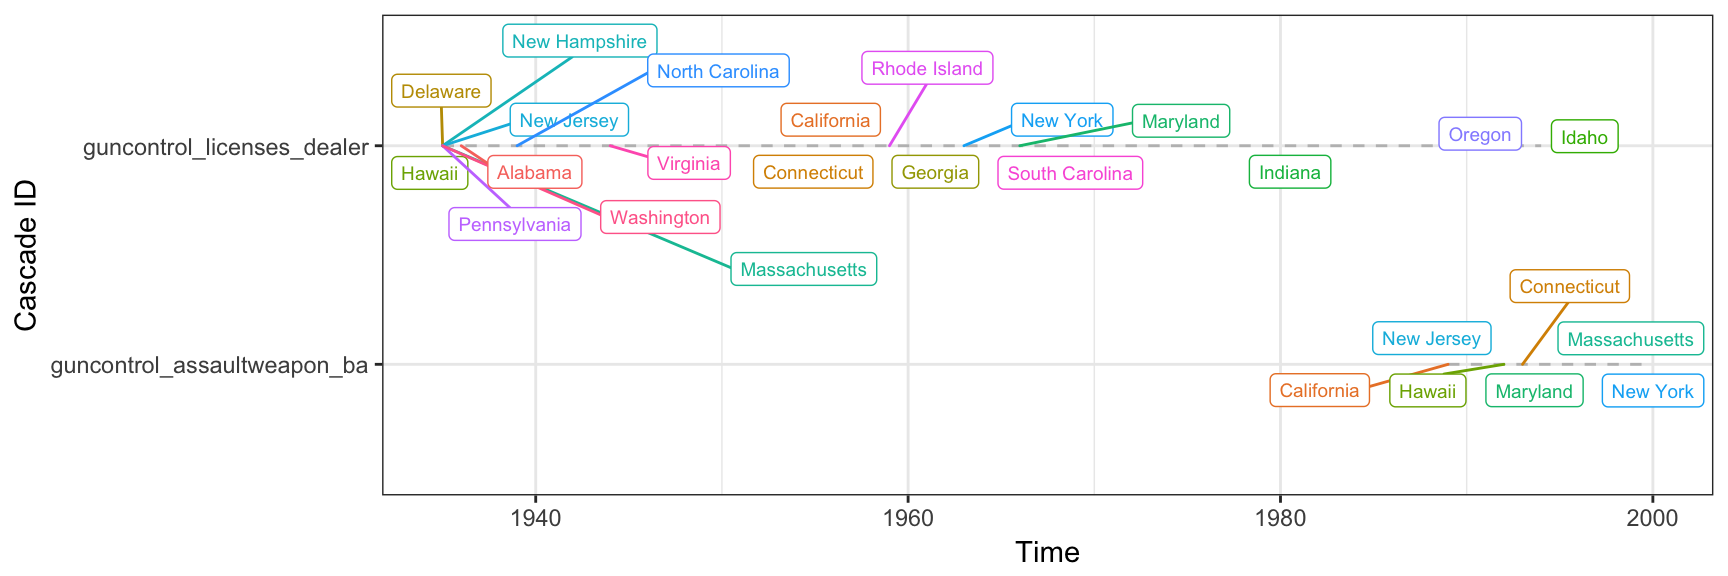 New Hampshire
North Carolina
Rhode Island
Delaware
New Jersey
California
New York
Maryland
Oregon
Idaho
guncontrol_licenses_dealer
Virginia
Hawaii
Alabama
Connecticut
Georgia
South Carolina
Indiana
Pennsylvania
Washington
Massachusetts
Connecticut
New Jersey
Massachusetts
guncontrol_assaultweapon_ba
California
Hawaii
Maryland
New York
Cascade ID
1940
1960
1980
2000
Time